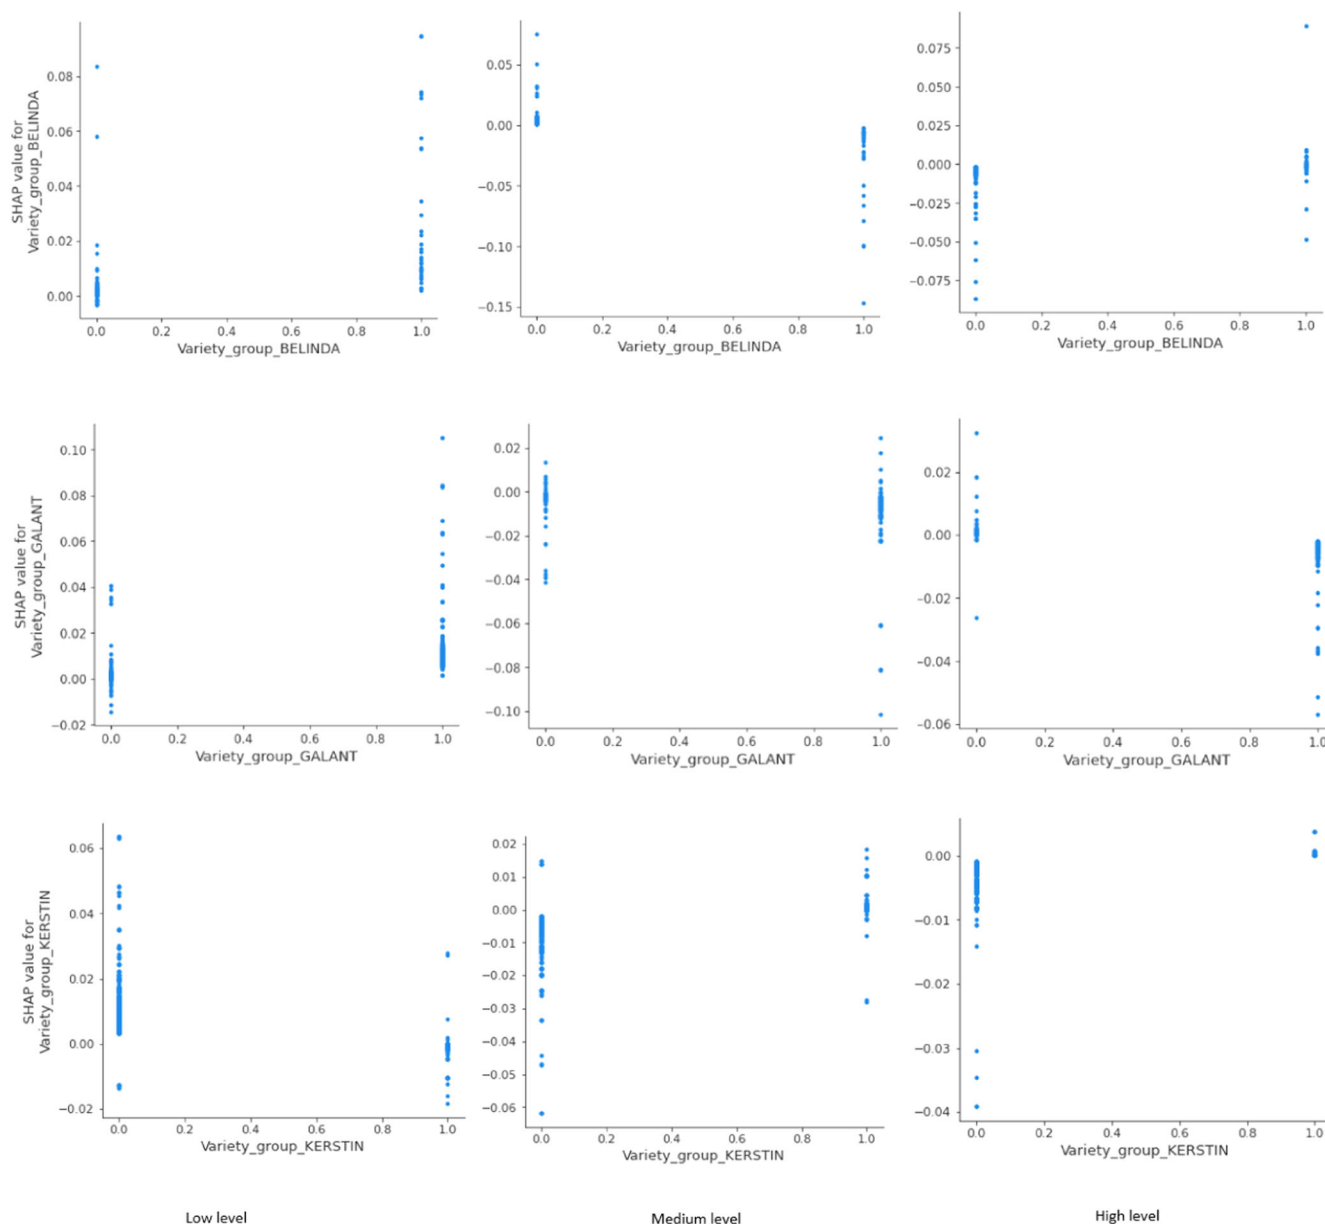 SHAP value for
Variety_group_BELINDA
0.08
0.06
0.04
0.02
0.00
0.0 0.2 0.4 0.6 0.8 1.0
Variety_group_BELINDA
0.05
0.00
−0.05
−0.10
−0.15
0.0 0.2 0.4 0.6 0.8 1.0
Variety_group_BELINDA
0.075
0.050
0.025
0.000
−0.025
−0.050
−0.075
0.0 0.2 0.4 0.6 0.8 1.0
Variety_group_BELINDA
SHAP value for
Variety_group_GALANT
0.10
0.08
0.06
0.04
0.02
0.00
−0.02
0.0 0.2 0.4 0.6 0.8 1.0
Variety_group_GALANT
0.02
0.00
−0.02
−0.04
−0.06
−0.08
−0.10
0.0 0.2 0.4 0.6 0.8 1.0
Variety_group_GALANT
0.02
0.00
−0.02
−0.04
−0.06
0.0 0.2 0.4 0.6 0.8 1.0
Variety_group_GALANT
SHAP value for
Variety_group_KERSTIN
0.06
0.04
0.02
0.00
−0.02
0.0 0.2 0.4 0.6 0.8 1.0
Variety_group_KERSTIN
0.02
0.01
0.00
−0.01
−0.02
−0.03
−0.04
−0.05
−0.06
0.0 0.2 0.4 0.6 0.8 1.0
Variety_group_KERSTIN
0.00
−0.01
−0.02
−0.03
−0.04
0.0 0.2 0.4 0.6 0.8 1.0
Variety_group_KERSTIN
Low level
Medium level
High level